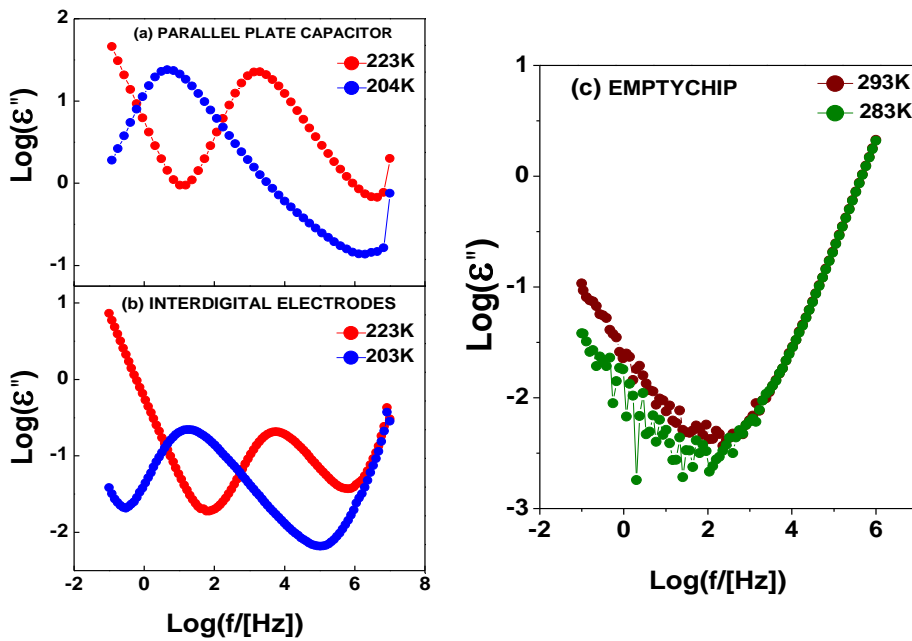 (a) PARALLEL PLATE CAPACITOR
223K
204K
Log(ε'')
2
1
0
-1
(b) INTERDIGITAL ELECTRODES
223K
203K
Log(ε'')
1
0
-1
-2
-2 0 2 4 6 8
Log(f/[Hz])
(c) EMPTYCHIP
293K
283K
Log(ε'')
1
0
-1
-2
-3
-2 0 2 4 6
Log(f/[Hz])